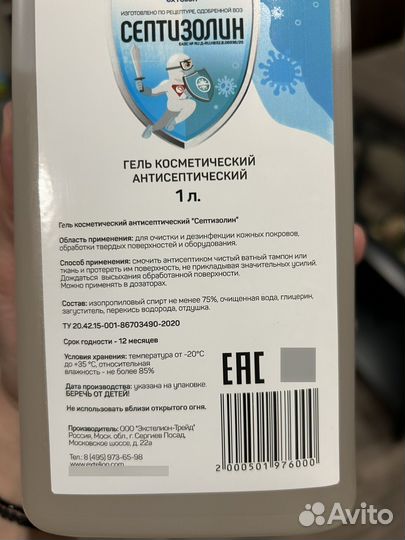 ИЗГОТОВЛЕНО ПО РЕЦЕПТУРЕ, ОДОБРЕННОЙ ВОЗ
СЕПТИЗОЛИН
ГЕЛЬ КОСМЕТИЧЕСКИЙ
АНТИСЕПТИЧЕСКИЙ
1 л.
Гель косметический антисептический "Септизолин"
Область применения: для очистки и дезинфекции кожных покровов,
обработки твердых поверхностей и оборудования.
Способ применения: смочить антисептиком чистый ватный тампон или
ткань и протереть им поверхность, не прикладывая значительных усилий.
Дождаться высыхания обработанной поверхности.
Можно применять в дозаторах.
Состав: изопропиловый спирт не менее 75%, очищенная вода, глицерин,
загуститель, перекись водорода, отдушка.
ТУ 20.42.15-001-86703490-2020
Срок годности - 12 месяцев
Условия хранения: температура от -20°С
до +35 °С, относительная
влажность - не более 85%.
Дата производства: указана на упаковке.
БЕРЕЧЬ ОТ ДЕТЕЙ!
Не использовать вблизи открытого огня.
Производитель: ООО "Экстелион-Трейд"
Россия, Моск. обл., г. Сергиев Посад,
Московское шоссе, д. 22а
Тел.: 8 (495) 973-65-98
www.extelion.com
EAC
2 000501 976000
Avito